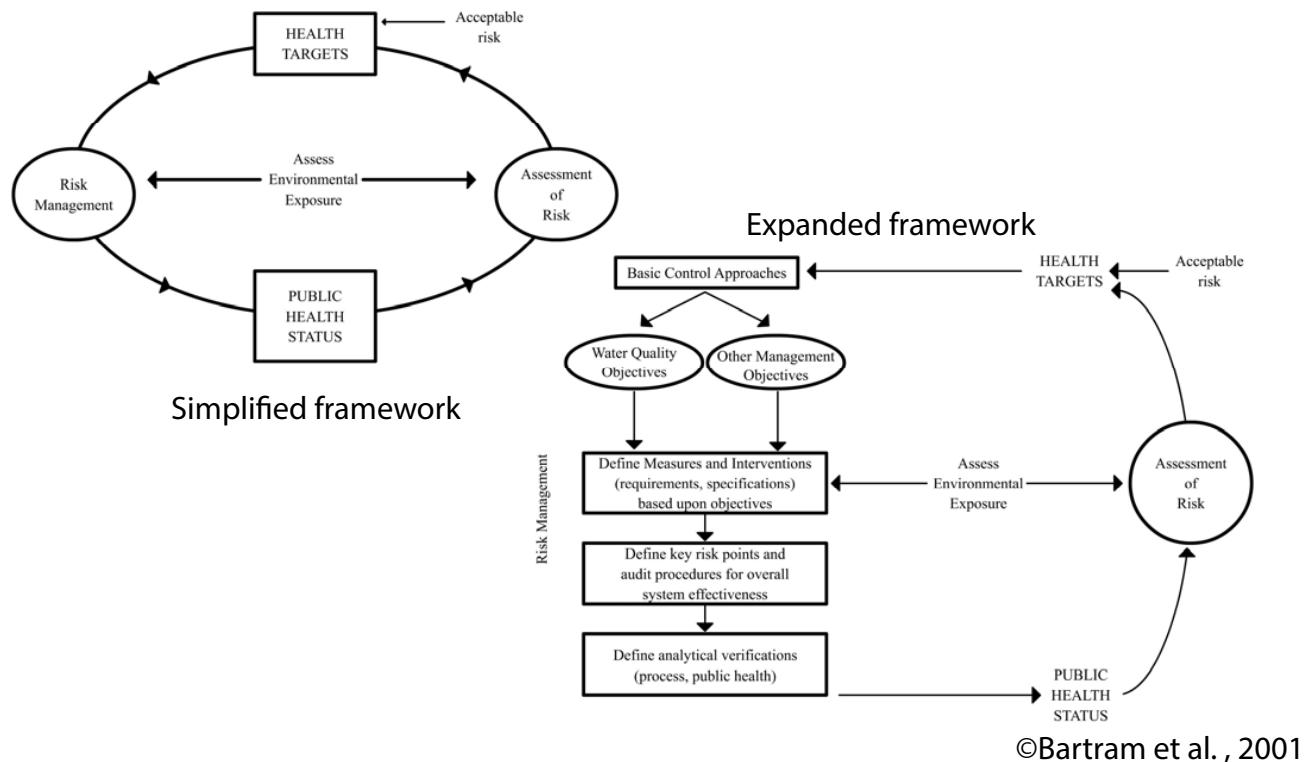 HEALTH
TARGETS
Acceptable
risk
Risk
Management
Assess
Environmental
Exposure
Assessment
of
Risk
PUBLIC
HEALTH
STATUS
Simplified framework
Expanded framework
Basic Control Approaches
HEALTH
TARGETS
Acceptable
risk
Water Quality
Objectives
Other Management
Objectives
Risk Management
Define Measures and Interventions
(requirements, specifications)
based upon objectives
Assess
Environmental
Exposure
Assessment
of
Risk
Define key risk points and
audit procedures for overall
system effectiveness
Define analytical verifications
(process, public health)
PUBLIC
HEALTH
STATUS
©Bartram et al. , 2001